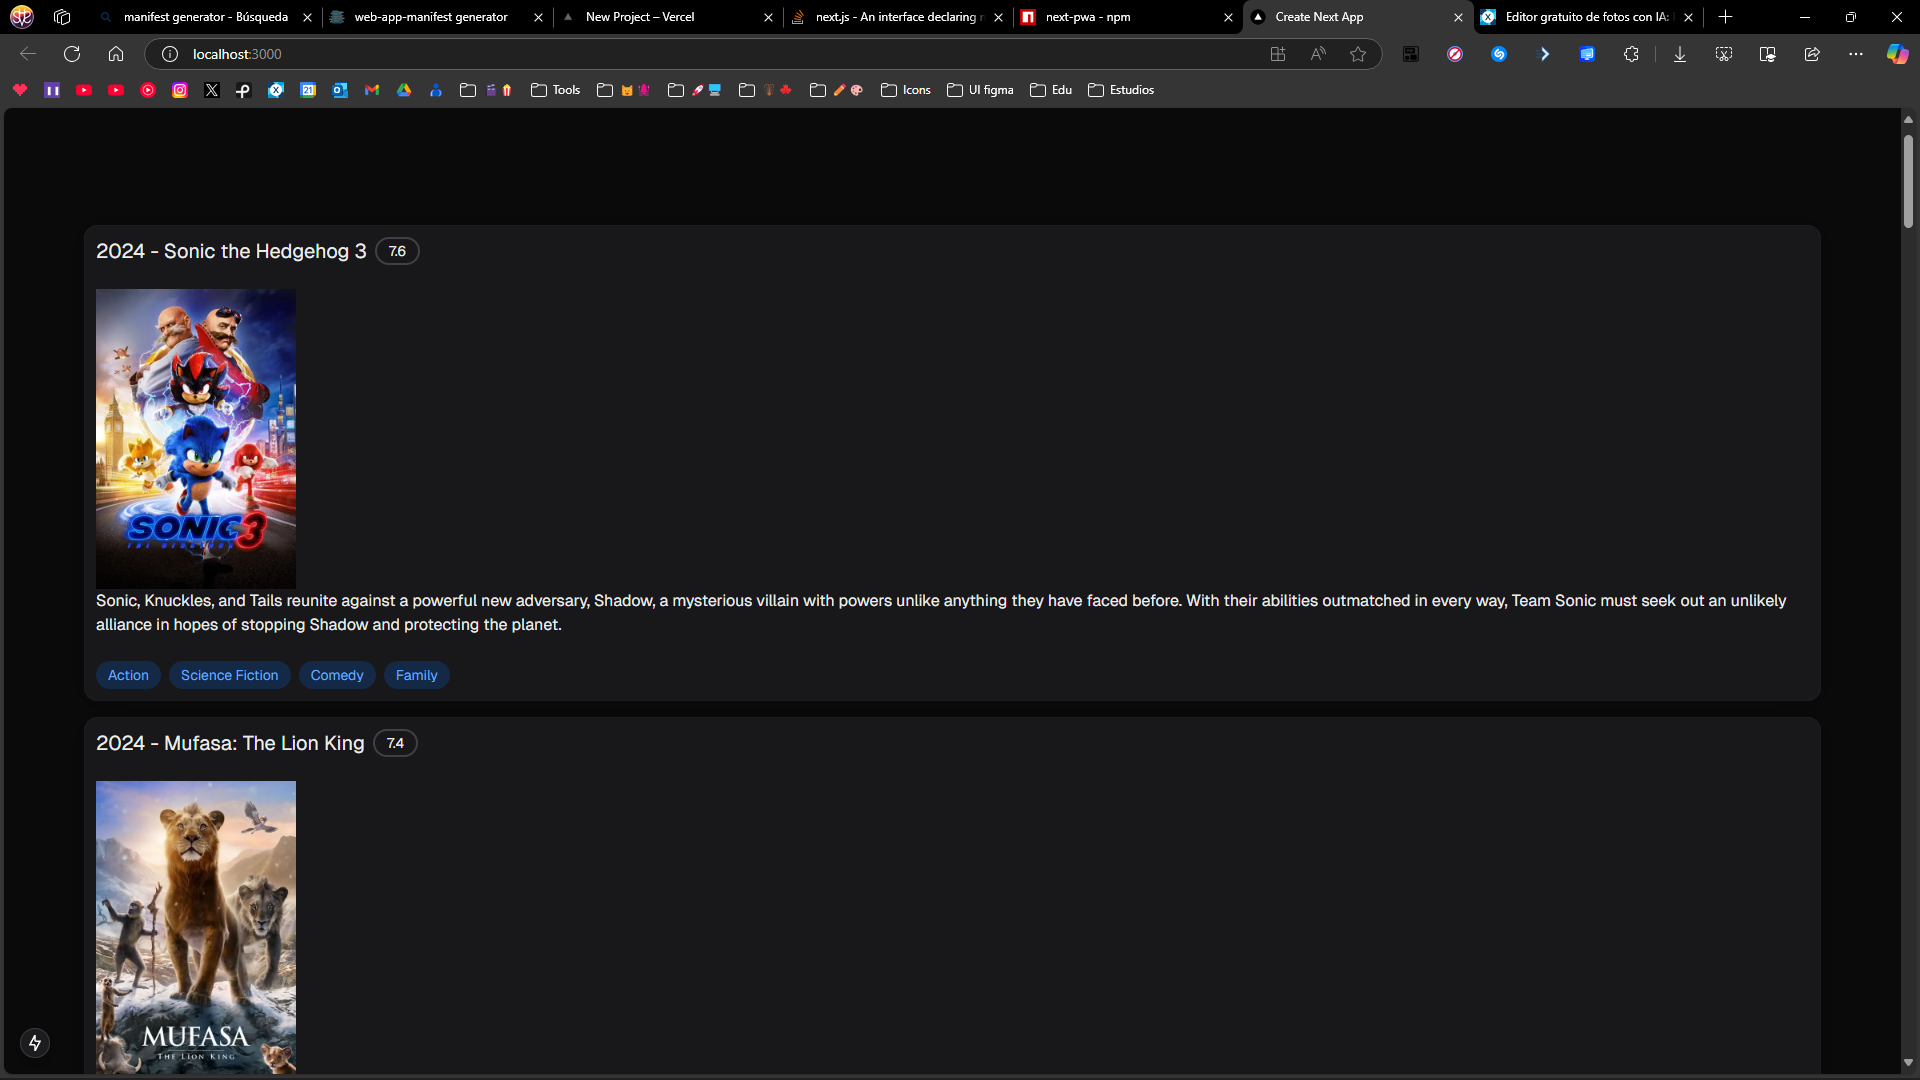 manifest generator - Búsqueda
web-app-manifest generator
New Project – Vercel
next.js - An interface declaring
next-pwa - npm
Create Next App
Editor gratuito de fotos con IA:
localhost:3000
21
Tools
Icons
UI figma
Edu
Estudios
2024 - Sonic the Hedgehog 3 7.6
SONIC 3
THE HEDGEHOG
Sonic, Knuckles, and Tails reunite against a powerful new adversary, Shadow, a mysterious villain with powers unlike anything they have faced before. With their abilities outmatched in every way, Team Sonic must seek out an unlikely
alliance in hopes of stopping Shadow and protecting the planet.
Action Science Fiction Comedy Family
2024 - Mufasa: The Lion King 7.4
MUFASA
THE LION KING